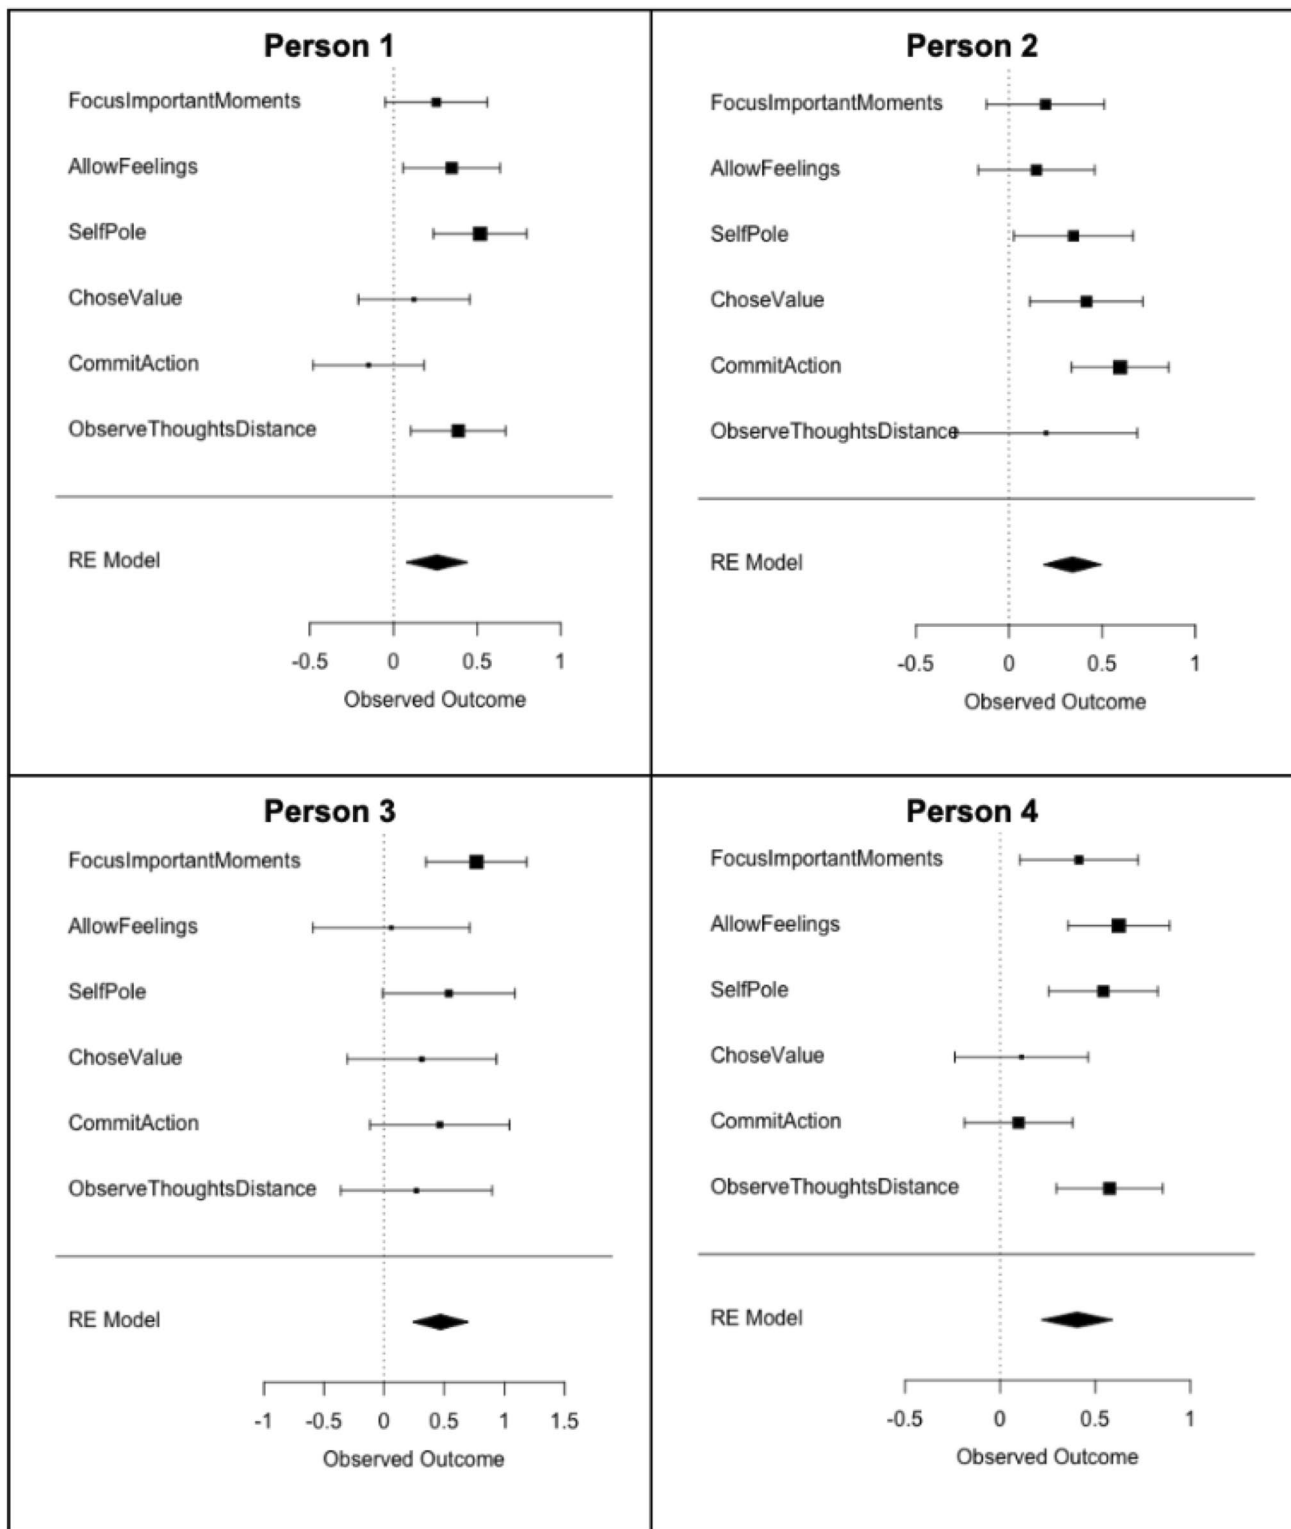 Person 1
FocusImportantMoments
AllowFeelings
SelfPole
ChoseValue
CommitAction
ObserveThoughtsDistance
RE Model
-0.5 0 0.5 1
Observed Outcome
Person 2
FocusImportantMoments
AllowFeelings
SelfPole
ChoseValue
CommitAction
ObserveThoughtsDistance
RE Model
-0.5 0 0.5 1
Observed Outcome
Person 3
FocusImportantMoments
AllowFeelings
SelfPole
ChoseValue
CommitAction
ObserveThoughtsDistance
RE Model
-1 -0.5 0 0.5 1 1.5
Observed Outcome
Person 4
FocusImportantMoments
AllowFeelings
SelfPole
ChoseValue
CommitAction
ObserveThoughtsDistance
RE Model
-0.5 0 0.5 1
Observed Outcome